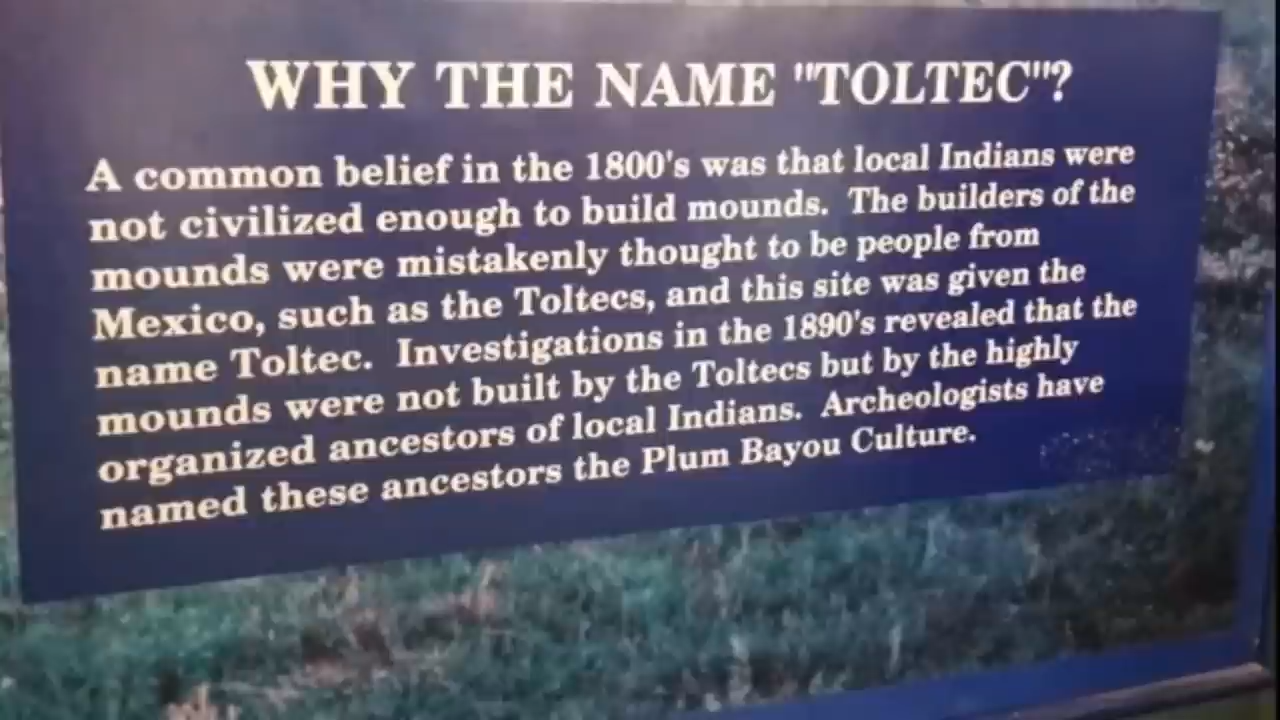 WHY THE NAME "TOLTEC"?
A common belief in the 1800's was that local Indians were
not civilized enough to build mounds. The builders of the
mounds were mistakenly thought to be people from
Mexico, such as the Toltecs, and this site was given the
name Toltec. Investigations in the 1890's revealed that the
mounds were not built by the Toltecs but by the highly
organized ancestors of local Indians. Archeologists have
named these ancestors the Plum Bayou Culture.